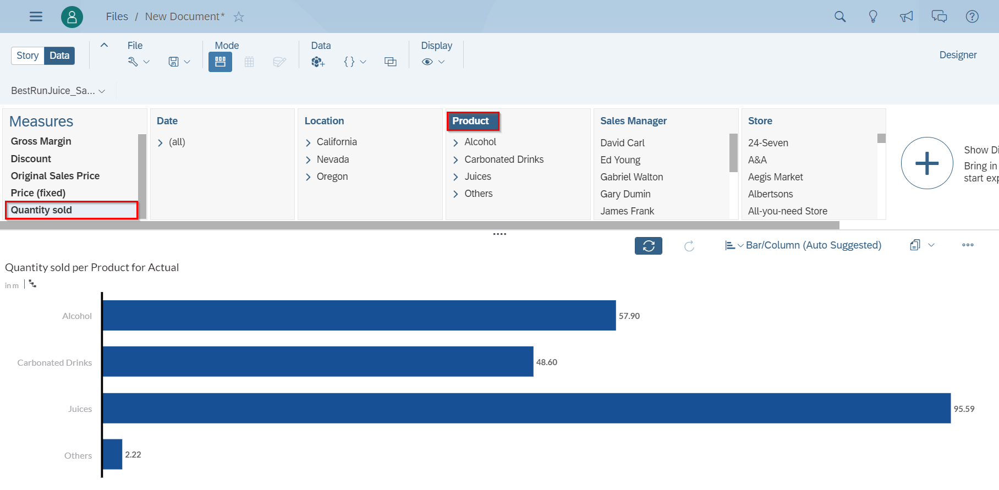 Files / New Document*
Story Data
File
Mode
Data
Display
Designer
BestRunJuice_Sa...
Measures
Gross Margin
Discount
Original Sales Price
Price (fixed)
Quantity sold
Date
(all)
Location
California
Nevada
Oregon
Product
Alcohol
Carbonated Drinks
Juices
Others
Sales Manager
David Carl
Ed Young
Gabriel Walton
Gary Dumin
James Frank
Store
24-Seven
A&A
Aegis Market
Albertsons
All-you-need Store
Show Di
Bring in
start exp
Bar/Column (Auto Suggested)
Quantity sold per Product for Actual
in m
Alcohol 57.90
Carbonated Drinks 48.60
Juices 95.59
Others 2.22